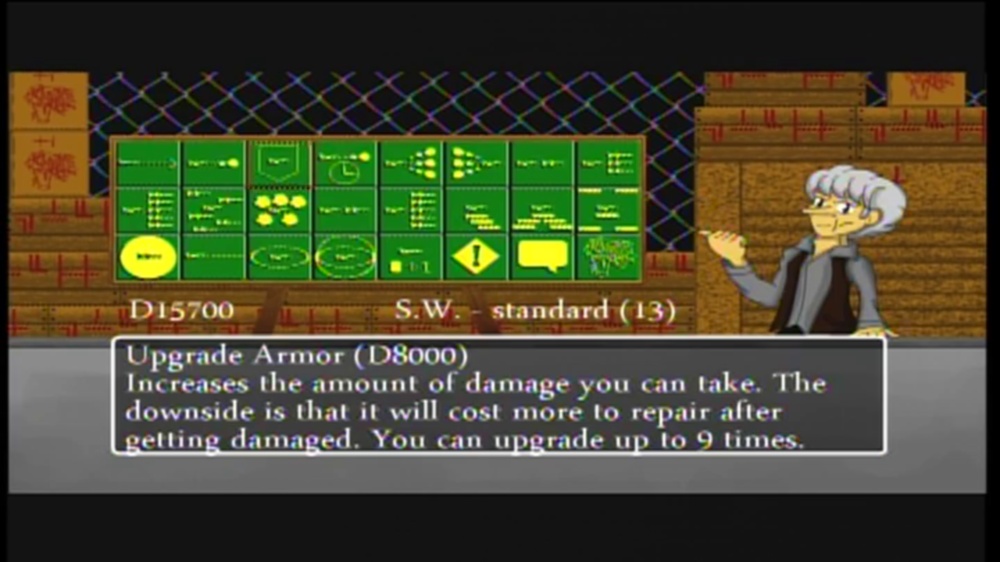 D15700
S.W. - standard (13)
Upgrade Armor (D8000)
Increases the amount of damage you can take. The
downside is that it will cost more to repair after
getting damaged. You can upgrade up to 9 times.